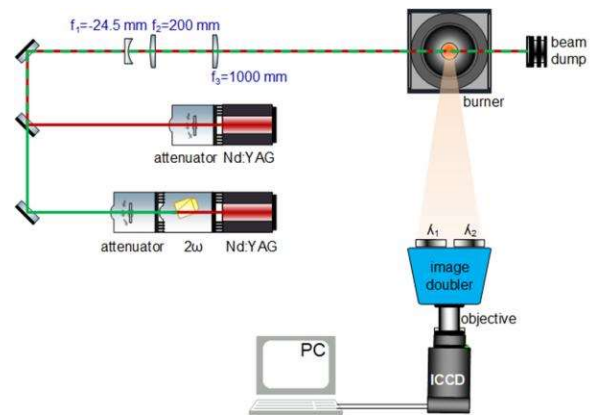 f₁=-24.5 mm f₂=200 mm
f₃=1000 mm
beam
dump
burner
attenuator Nd:YAG
attenuator 2ω Nd:YAG
λ₁ λ₂
image
doubler
objective
PC
ICCD